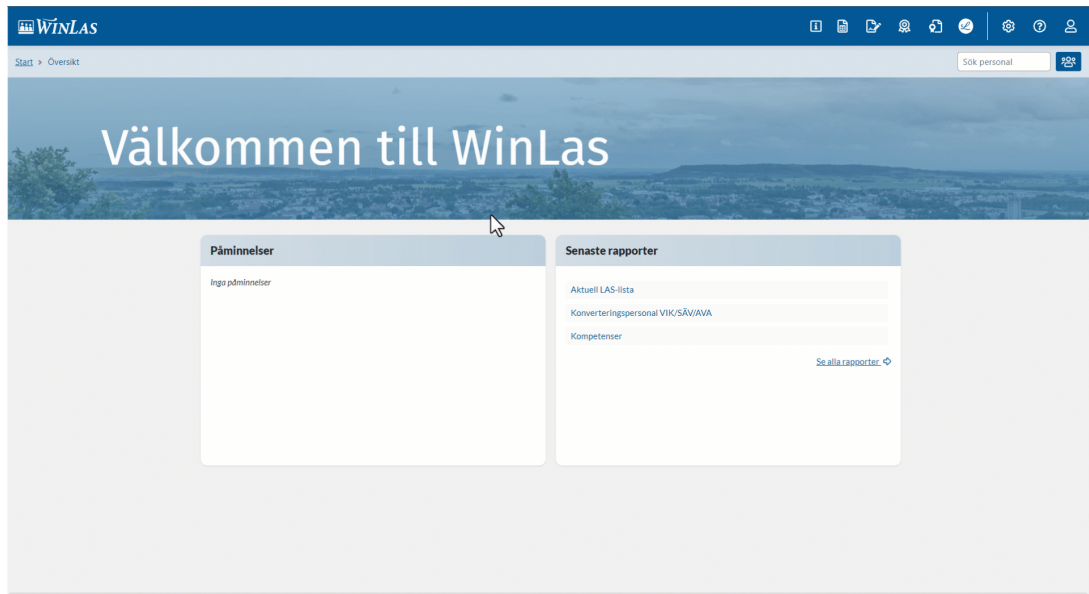 WINLAS
Start > Översikt
Sök personal
Välkommen till WinLas
Påminnelser
Inga påminnelser
Senaste rapporter
Aktuell LAS-lista
Konverteringspersonal VIK/SÄV/AVA
Kompetenser
Se alla rapporter